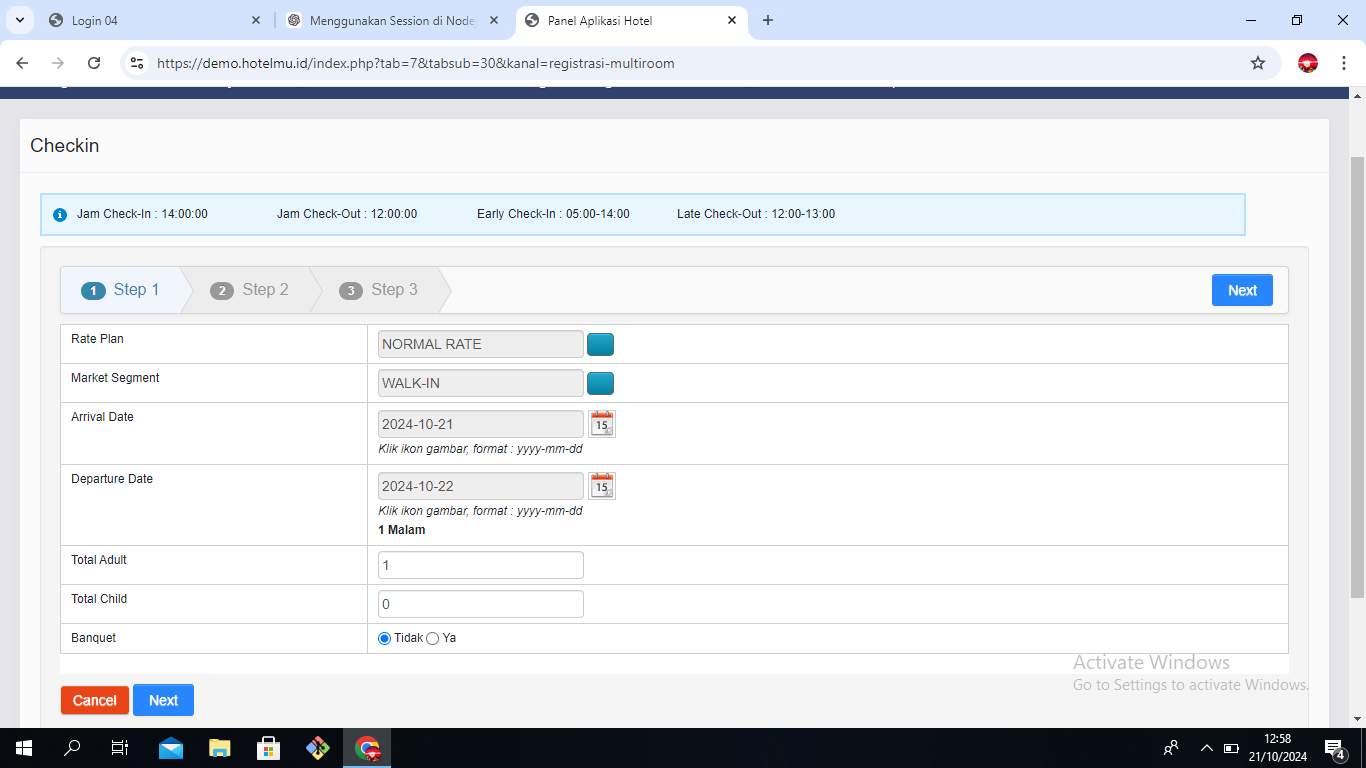 Login 04
Menggunakan Session di Node
Panel Aplikasi Hotel
https://demo.hotelmu.id/index.php?tab=7&tabsub=30&kanal=registrasi-multiroom
Checkin
Jam Check-In : 14:00:00 Jam Check-Out : 12:00:00 Early Check-In : 05:00-14:00 Late Check-Out : 12:00-13:00
1 Step 1 2 Step 2 3 Step 3 Next
Rate Plan NORMAL RATE
Market Segment WALK-IN
Arrival Date 2024-10-21 15
Klik ikon gambar, format : yyyy-mm-dd
Departure Date 2024-10-22 15
Klik ikon gambar, format : yyyy-mm-dd
1 Malam
Total Adult 1
Total Child 0
Banquet Tidak Ya
Activate Windows
Go to Settings to activate Windows.
Cancel Next
12:58
21/10/2024
4